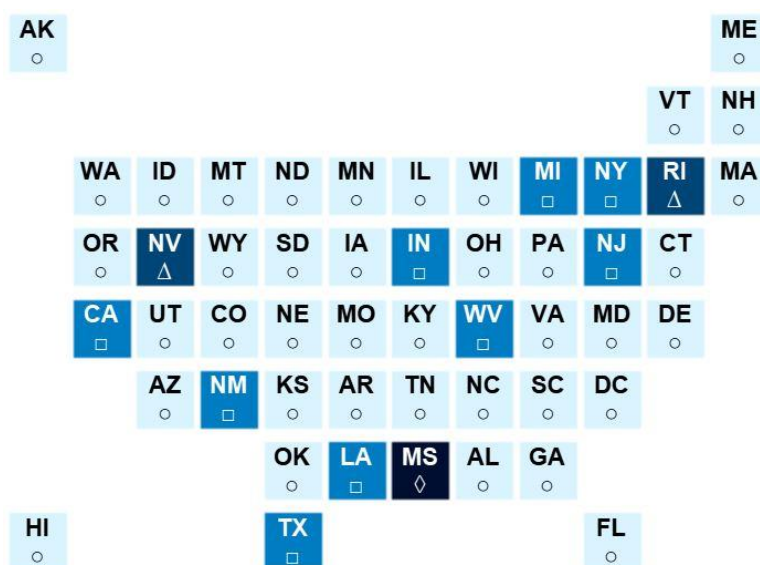 AK ME
○ ○
VT NH
○ ○
WA ID MT ND MN IL WI MI NY RI MA
○ ○ ○ ○ ○ ○ ○ □ □ Δ ○
OR NV WY SD IA IN OH PA NJ CT
○ Δ ○ ○ ○ □ ○ ○ □ ○
CA UT CO NE MO KY WV VA MD DE
□ ○ ○ ○ ○ ○ □ ○ ○ ○
AZ NM KS AR TN NC SC DC
○ □ ○ ○ ○ ○ ○ ○
OK LA MS AL GA
○ □ ◊ ○ ○
HI TX FL
○ □ ○